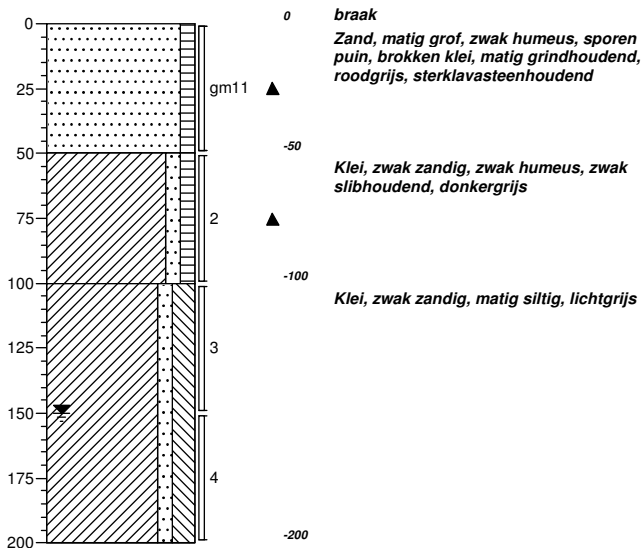 0
braak
0
Zand, matig grof, zwak humeus, sporen
puin, brokken klei, matig grindhoudend,
roodgrijs, sterklavasteenhoudend
25
gm11
50
-50
Klei, zwak zandig, zwak humeus, zwak
slibhoudend, donkergrijs
75
2
100
-100
Klei, zwak zandig, matig siltig, lichtgrijs
125
3
150
175
4
200
-200